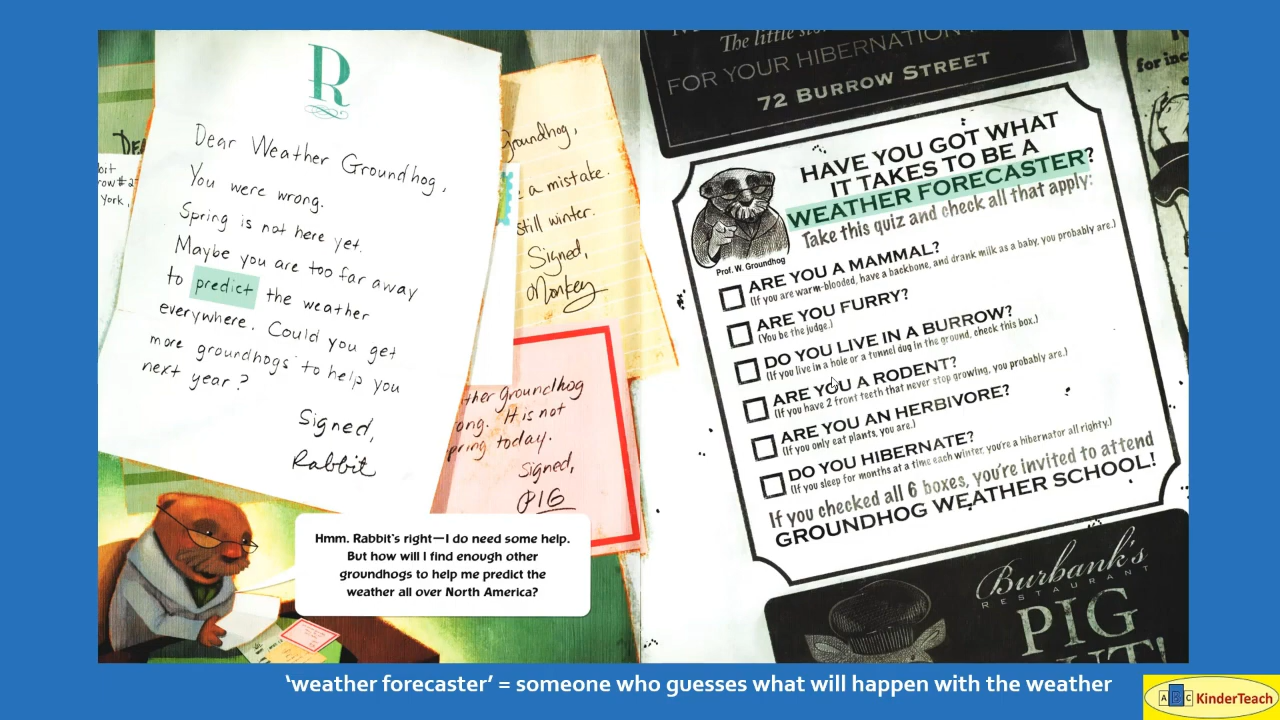 R
Dear Weather Groundhog,
You were wrong.
Spring is not here yet.
Maybe you are too far away
to predict the weather
everywhere. Could you get
more groundhogs to help you
next year?
Signed,
Rabbit
Groundhog,
a mistake.
still winter.
Signed,
Monkey
groundhog
It is not
today.
Signed,
PIG
Hmm. Rabbit's right—I do need some help.
But how will I find enough other
groundhogs to help me predict the
weather all over North America?
The little
FOR YOUR HIBERNATION
72 BURROW STREET
for
HAVE YOU GOT WHAT
IT TAKES TO BE A
WEATHER FORECASTER?
Take this quiz and check all that apply:
Prof. W. Groundhog
ARE YOU A MAMMAL?
(If you are warm-blooded, have a backbone, and drank milk as a baby, you probably are.)
ARE YOU FURRY?
(You be the judge.)
DO YOU LIVE IN A BURROW?
(If you live in a hole or a tunnel dug in the ground, check this box.)
ARE YOU A RODENT?
(If you have 2 front teeth that never stop growing, you probably are.)
ARE YOU AN HERBIVORE?
(If you only eat plants, you are.)
DO YOU HIBERNATE?
(If you sleep for months at a time each winter, you're a hibernator all righty.)
If you checked all 6 boxes, you're invited to attend
GROUNDHOG WEATHER SCHOOL!
Burbank's
RESTAURANT
PIG
'weather forecaster' = someone who guesses what will happen with the weather
A B C KinderTeach